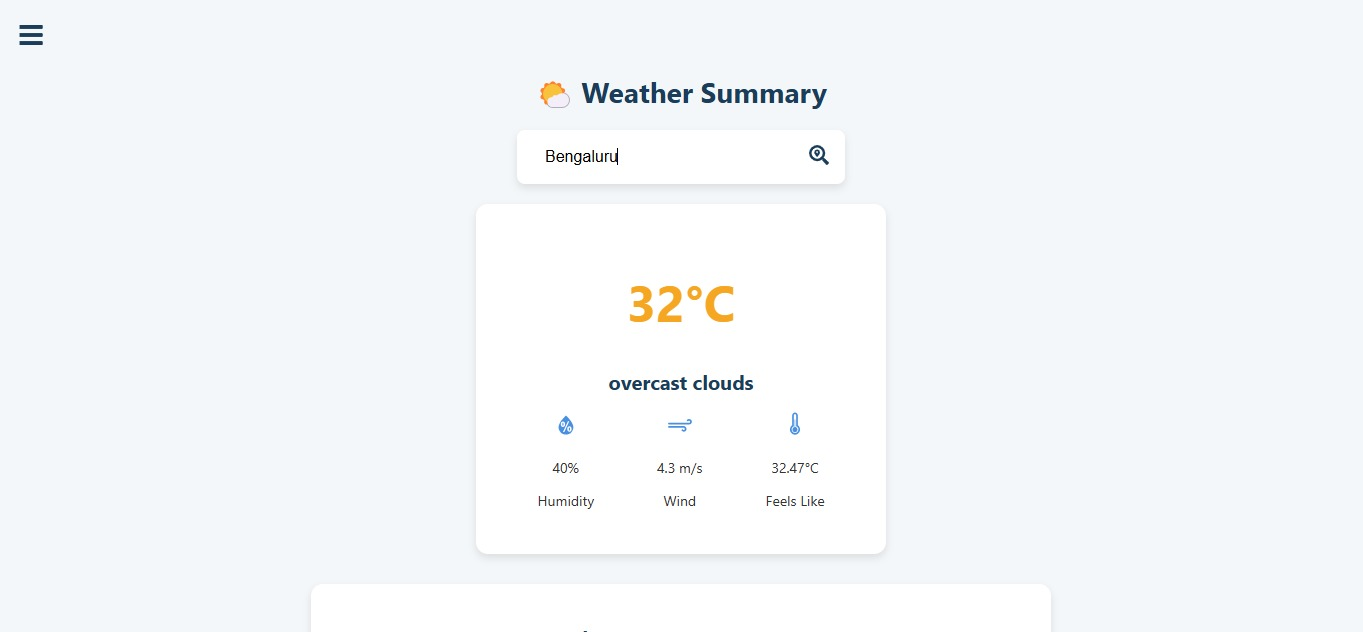 Weather Summary
Bengaluru
32°C
overcast clouds
40% 4.3 m/s 32.47°C
Humidity Wind Feels Like